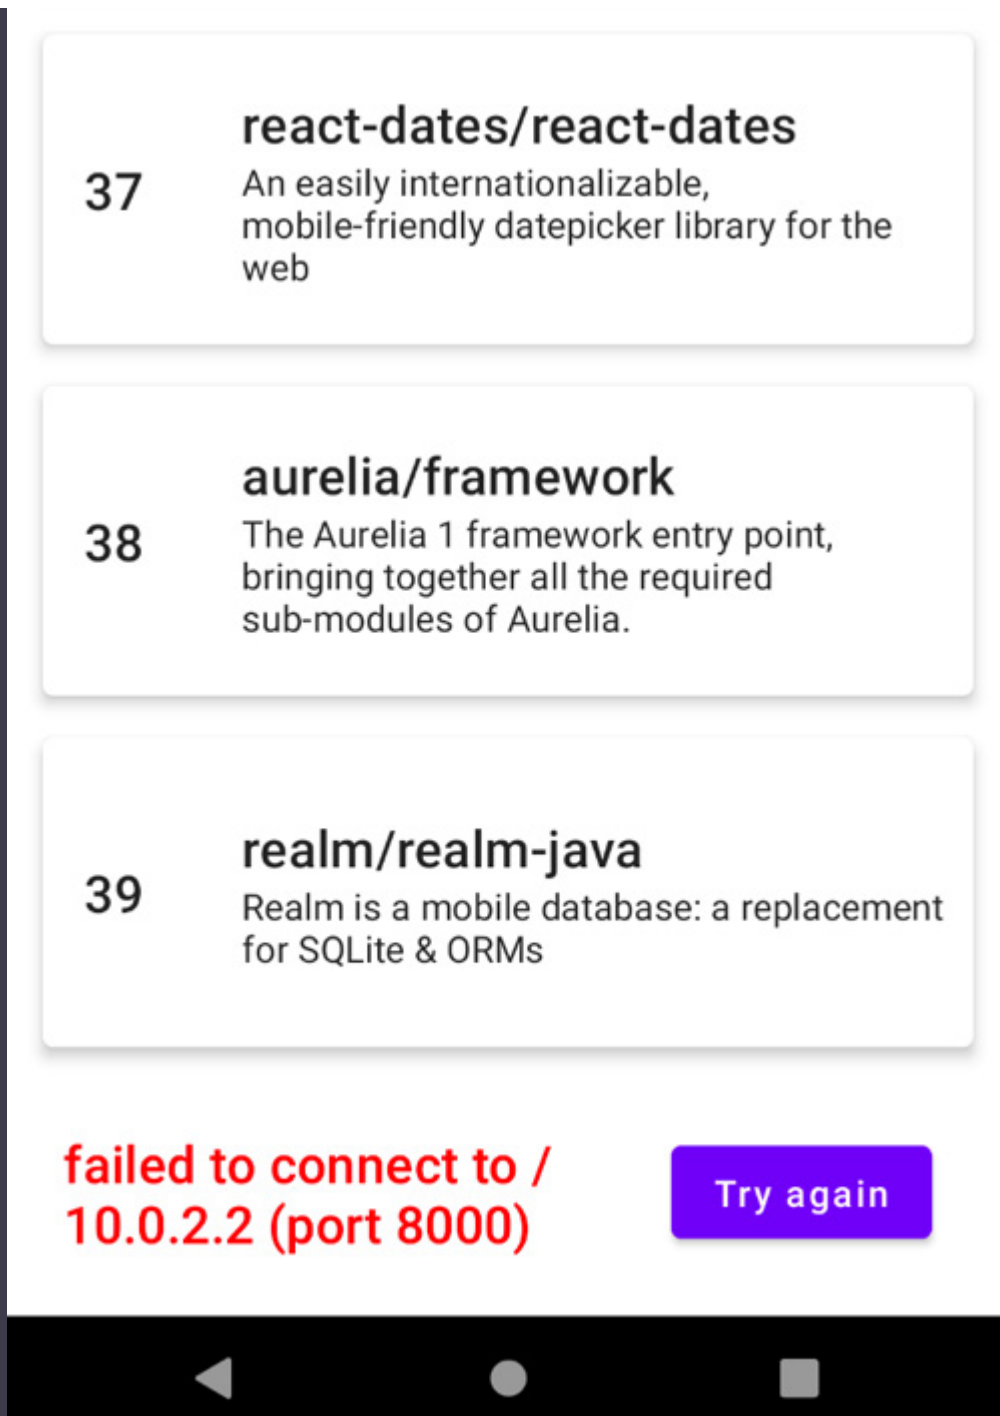 react-dates/react-dates
37
An easily internationalizable,
mobile-friendly datepicker library for the
web
aurelia/framework
38
The Aurelia 1 framework entry point,
bringing together all the required
sub-modules of Aurelia.
realm/realm-java
39
Realm is a mobile database: a replacement
for SQLite & ORMs
failed to connect to /
10.0.2.2 (port 8000)
Try again